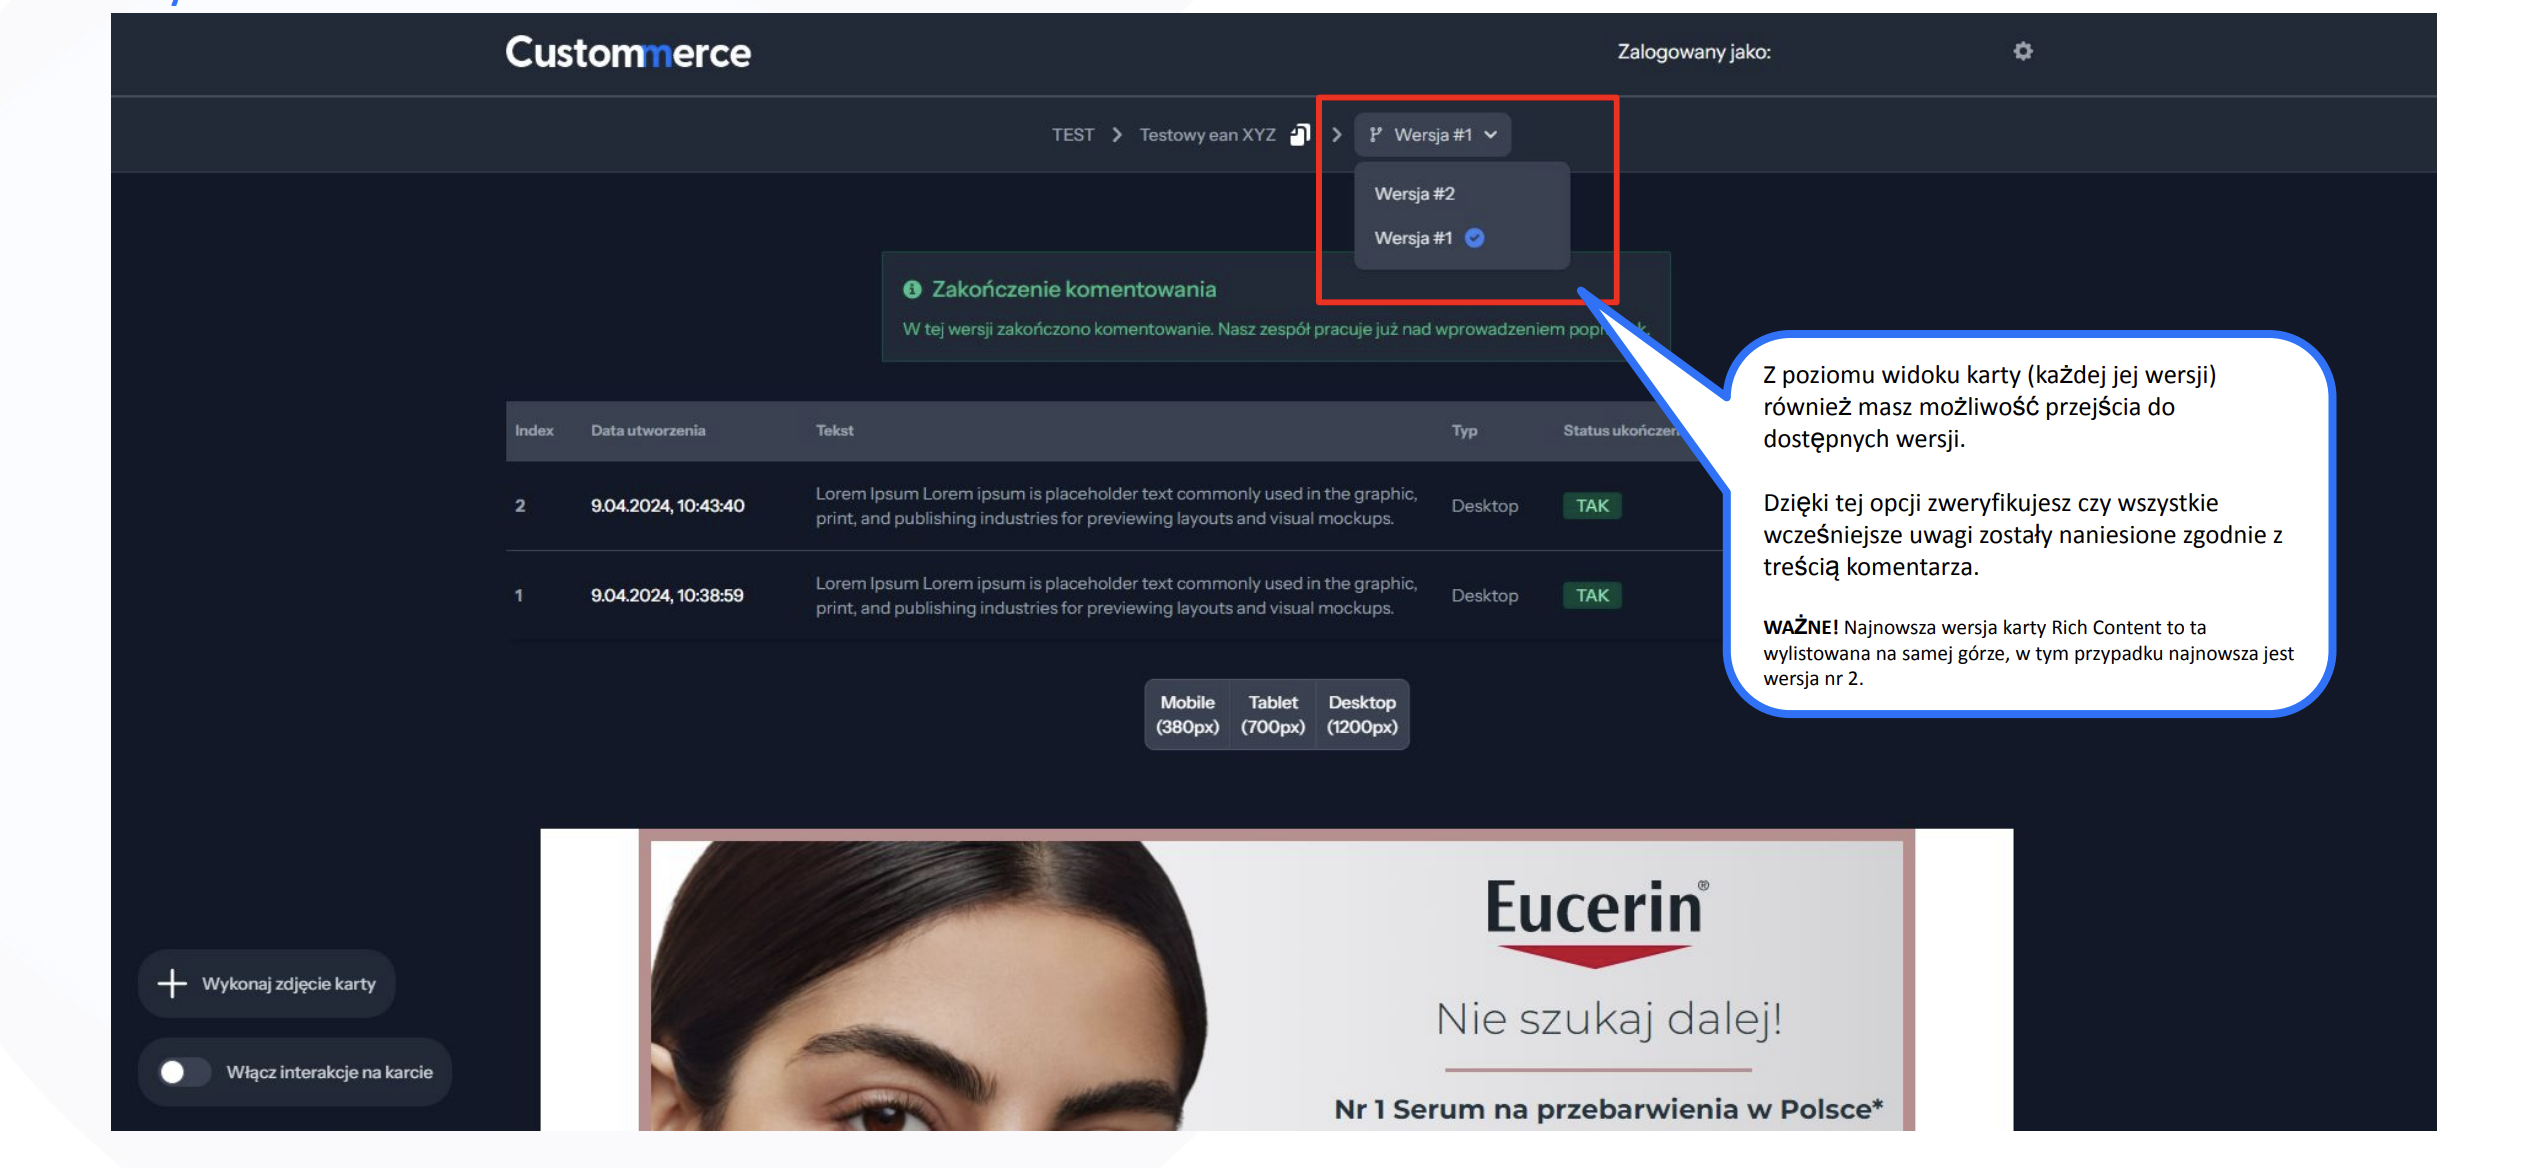 Custommerce
Zalogowany jako:
TEST
Testowy ean XYZ
Wersja #1
Wersja #2
Wersja #1
Zakończenie komentowania
W tej wersji zakończono komentowanie. Nasz zespół pracuje już nad wprowadzeniem
Z poziomu widoku karty (każdej jej wersji)
również masz możliwość przejścia do
dostępnych wersji.
Dzięki tej opcji zweryfikujesz czy wszystkie
wcześniejsze uwagi zostały naniesione zgodnie z
treścią komentarza.
WAŻNE! Najnowsza wersja karty Rich Content to ta
wylistowana na samej górze, w tym przypadku najnowsza jest
wersja nr 2.
Index Data utworzenia Tekst Typ Status
2 9.04.2024, 10:43:40 Lorem Ipsum Lorem ipsum is placeholder text commonly used in the graphic,
print, and publishing industries for previewing layouts and visual mockups. Desktop TAK
1 9.04.2024, 10:38:59 Lorem Ipsum Lorem ipsum is placeholder text commonly used in the graphic,
print, and publishing industries for previewing layouts and visual mockups. Desktop TAK
Mobile Tablet Desktop
(380px) (700px) (1200px)
Eucerin®
Nie szukaj dalej!
Nr 1 Serum na przebarwienia w Polsce*
Wykonaj zdjęcie karty
Włącz interakcje na karcie